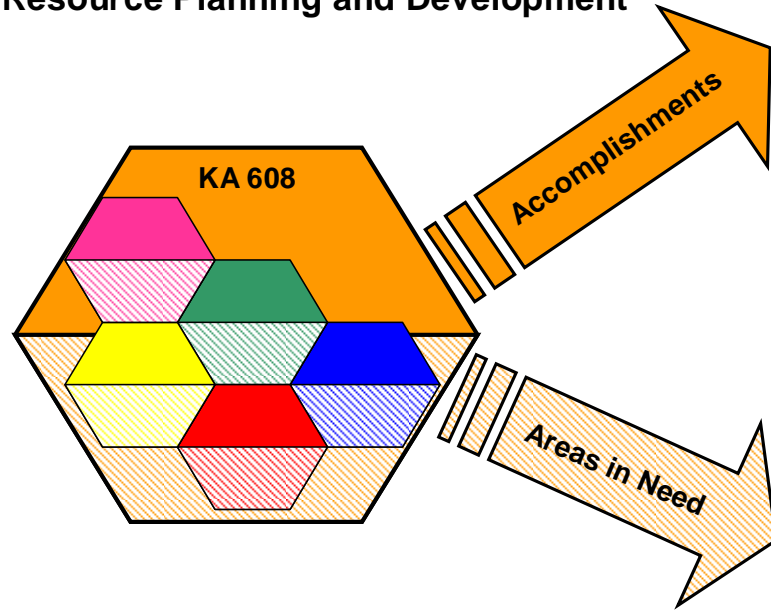 Resource Planning and Development
KA 608
Accomplishments
Areas in Need